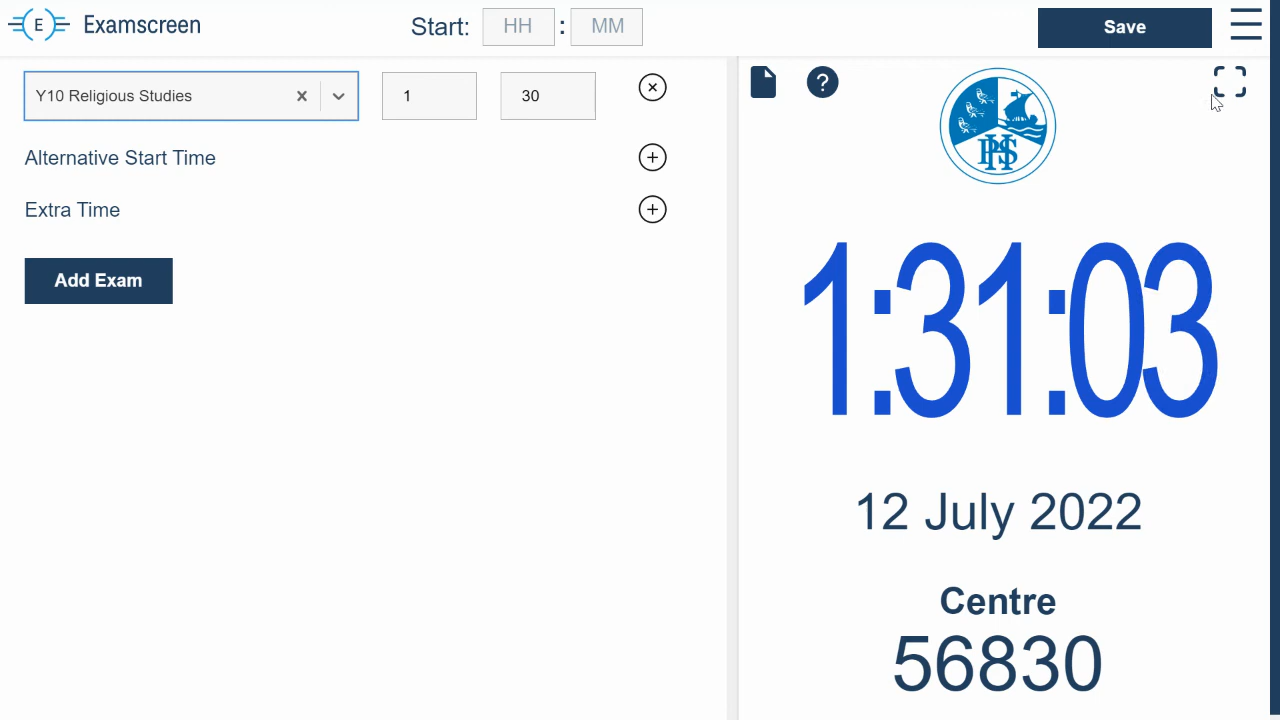 E Examscreen
Start: HH : MM
Save
Y10 Religious Studies
1
30
Alternative Start Time
Extra Time
Add Exam
?
PHS
1:31:03
12 July 2022
Centre
56830